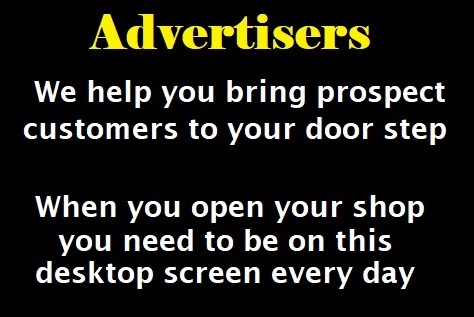 Advertisers
We help you bring prospect
customers to your door step
When you open your shop
you need to be on this
desktop screen every day